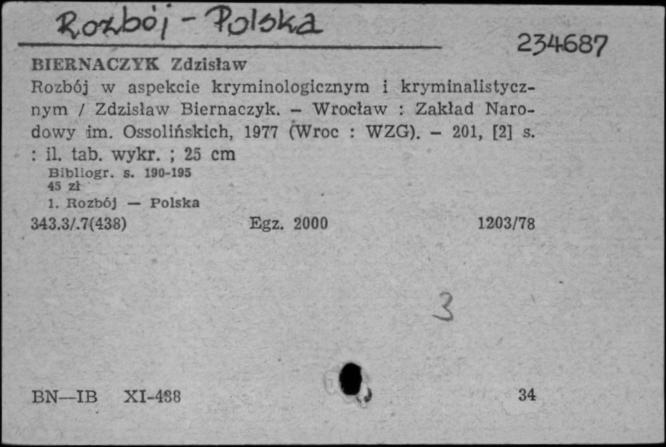 Rozbój - Polska
234687
BIERNACZYK Zdzisław
Rozbój w aspekcie kryminologicznym i kryminalistycz-
nym / Zdzisław Biernaczyk. — Wrocław : Zakład Naro-
dowy im. Ossolińskich, 1977 (Wroc : WZG). — 201, [2] s.
: il. tab. wykr. ; 25 cm
Bibliogr. s. 190-195
45 zł
1. Rozbój — Polska
343.3/.7(438) Egz. 2000 1203/78
3
BN—IB XI-488 34